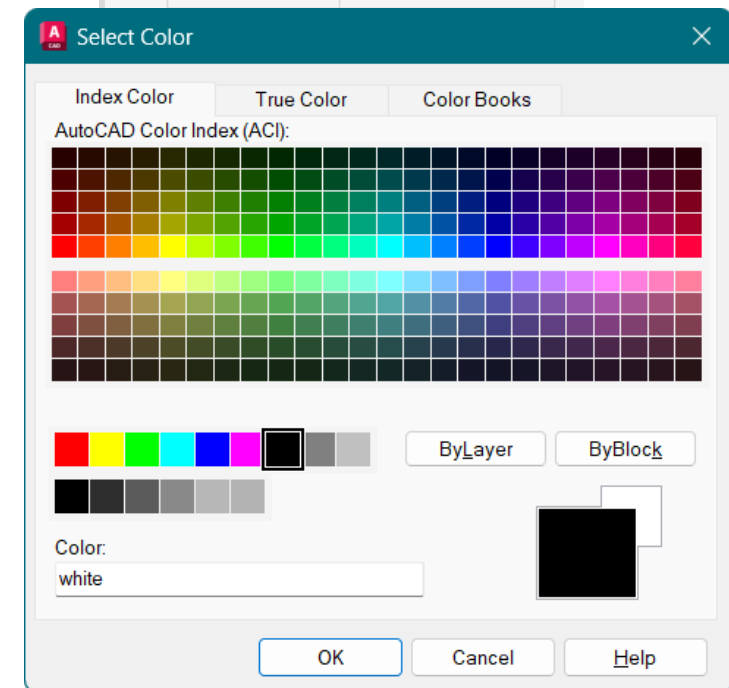 A CAD Select Color
Index Color True Color Color Books
AutoCAD Color Index (ACI):
ByLayer ByBlock
Color:
white
OK Cancel Help